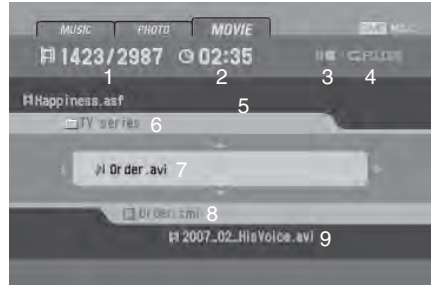 MUSIC PHOTO MOVIE
1423/2987 02:35
1 2 3 4
Happiness.asf 5
TV series 6
Order.avi 7
Order.smi 8
2007_02_HisVoice.avi 9